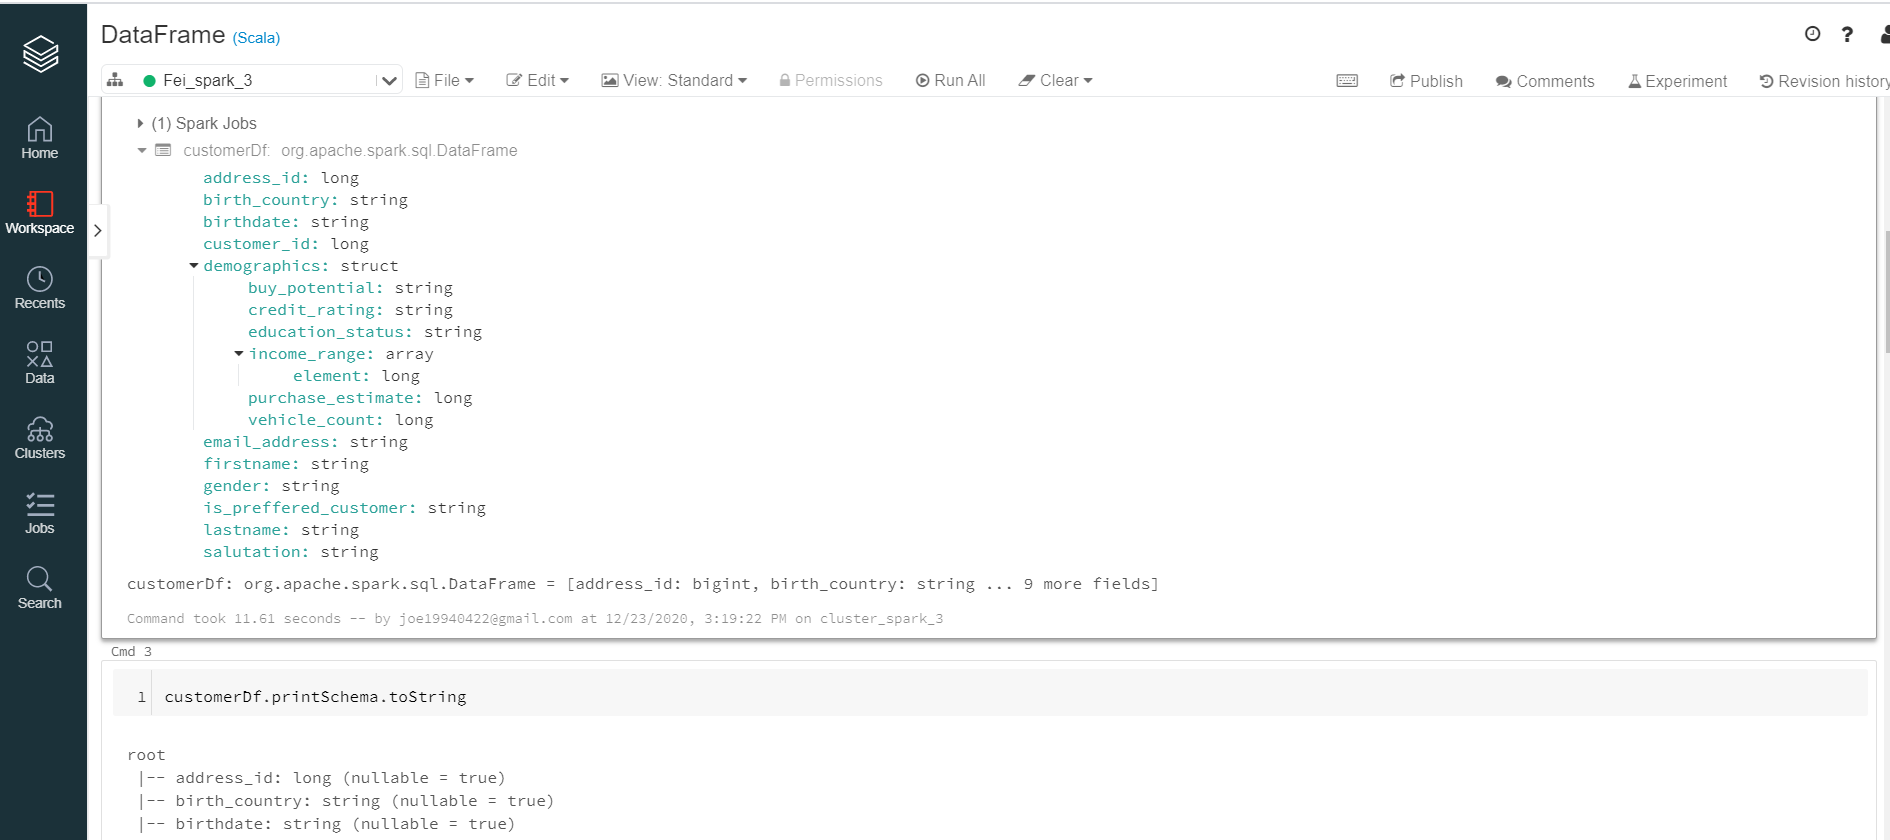 DataFrame (Scala)
Fei_spark_3
File
Edit
View: Standard
Permissions
Run All
Clear
Publish
Comments
Experiment
Revision history
Home
Workspace
Recents
Data
Clusters
Jobs
Search
(1) Spark Jobs
customerDf: org.apache.spark.sql.DataFrame
address_id: long
birth_country: string
birthdate: string
customer_id: long
demographics: struct
buy_potential: string
credit_rating: string
education_status: string
income_range: array
element: long
purchase_estimate: long
vehicle_count: long
email_address: string
firstname: string
gender: string
is_preffered_customer: string
lastname: string
salutation: string
customerDf: org.apache.spark.sql.DataFrame = [address_id: bigint, birth_country: string ... 9 more fields]
Command took 11.61 seconds -- by joe19940422@gmail.com at 12/23/2020, 3:19:22 PM on cluster_spark_3
Cmd 3
1 customerDf.printSchema.toString
root
|-- address_id: long (nullable = true)
|-- birth_country: string (nullable = true)
|-- birthdate: string (nullable = true)